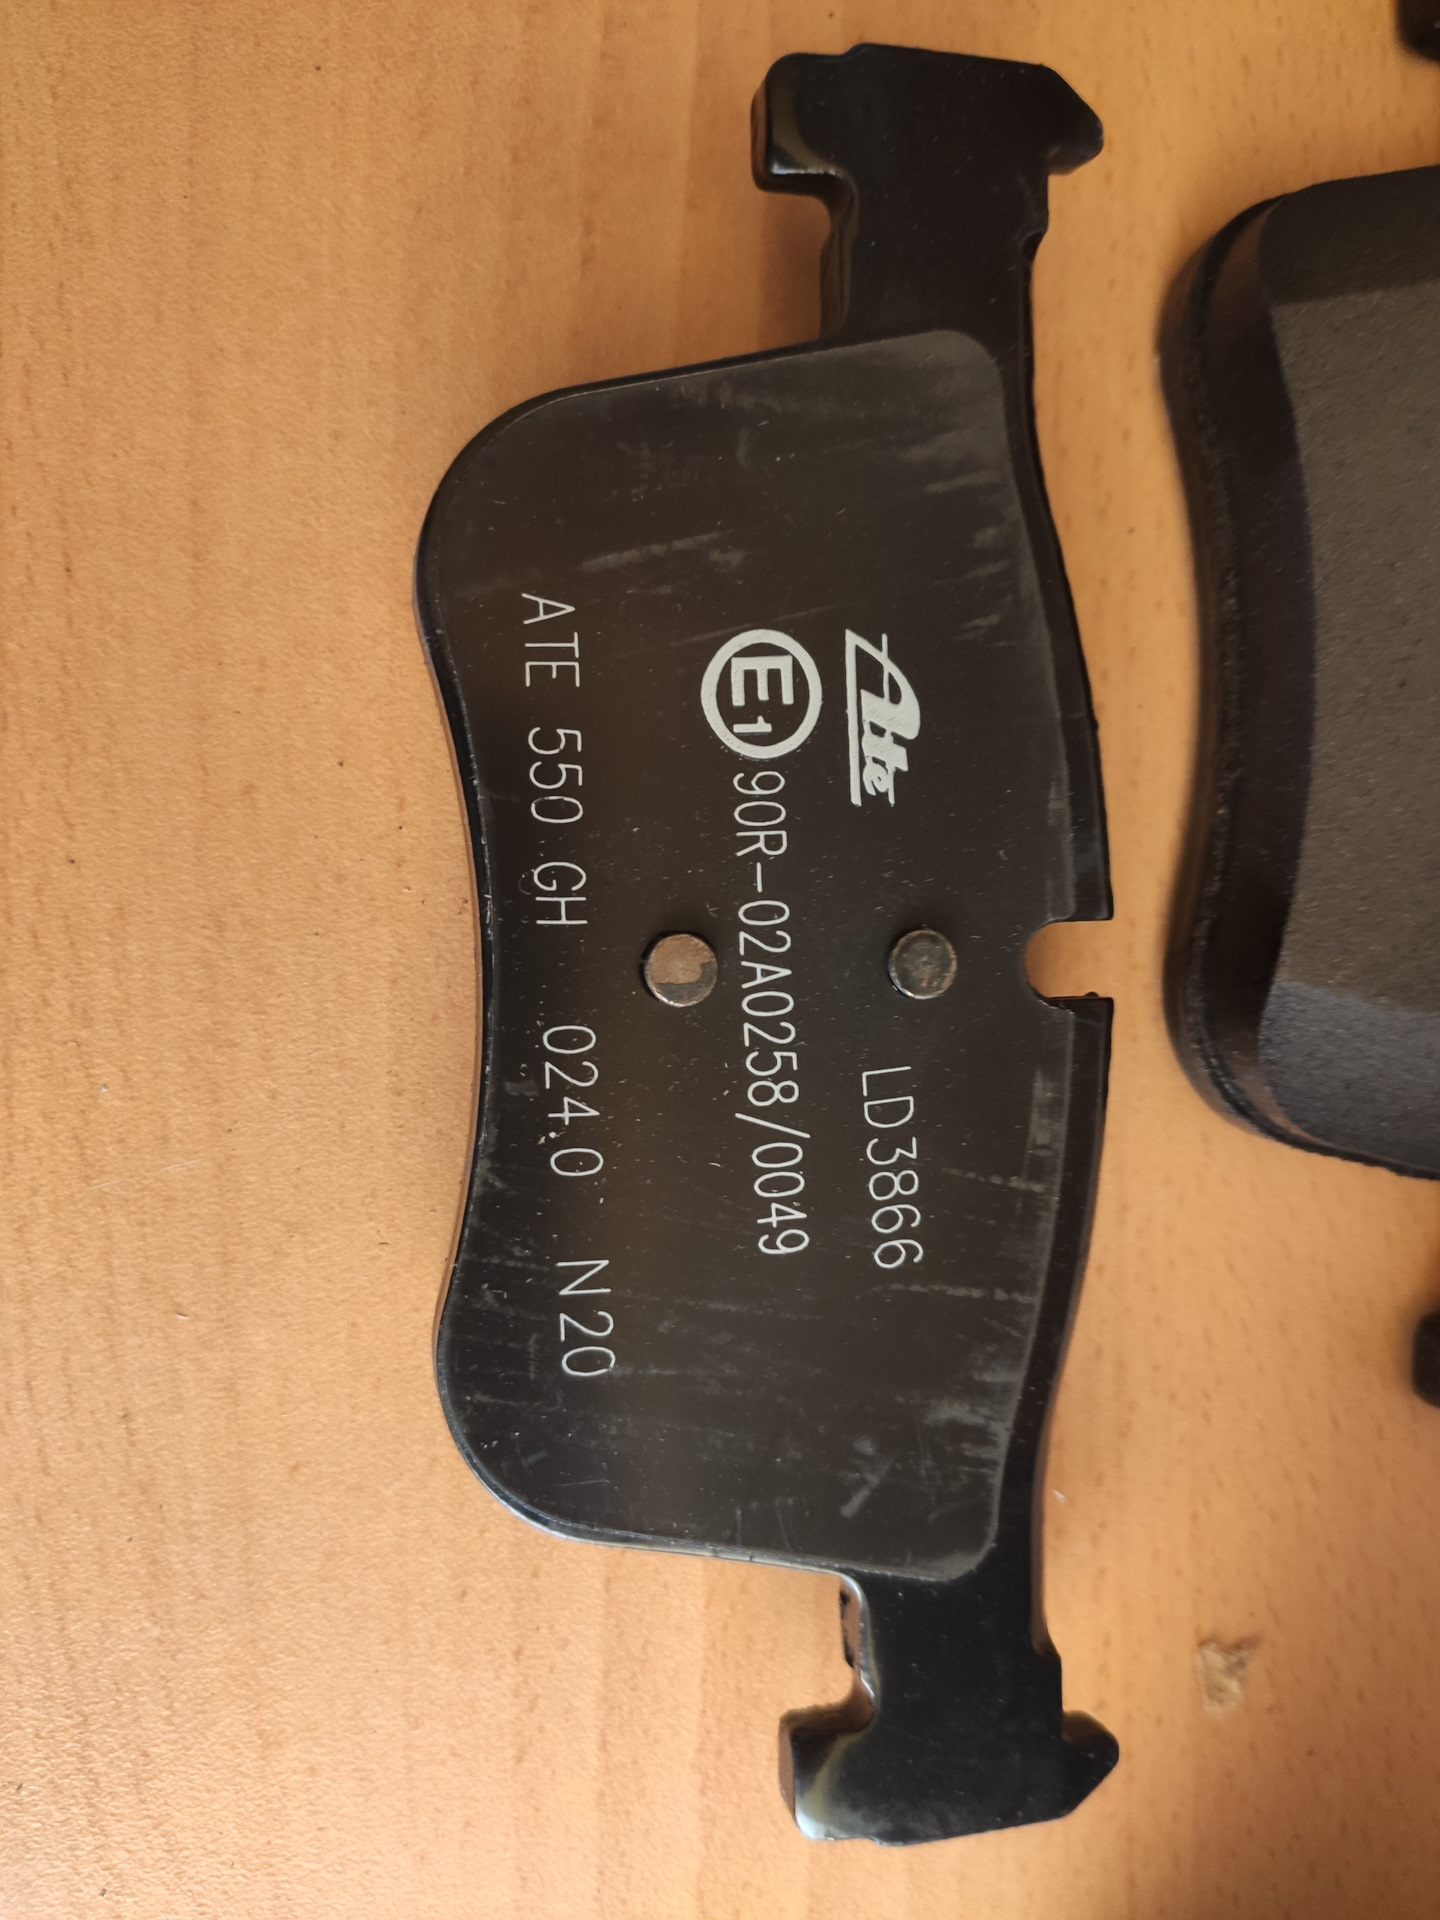 Ate LD3866
E1 90R-02A0258/0049
ATE 550 GH 024.0 N20